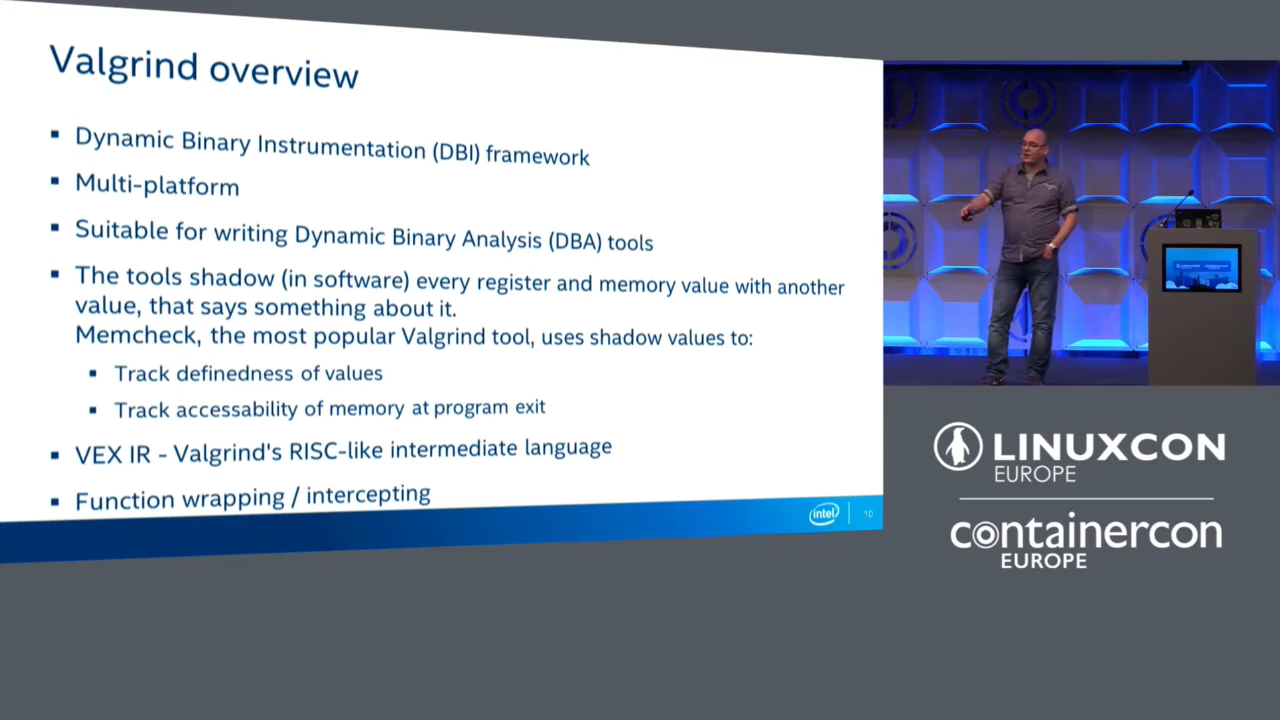 Valgrind overview
Dynamic Binary Instrumentation (DBI) framework
Multi-platform
Suitable for writing Dynamic Binary Analysis (DBA) tools
The tools shadow (in software) every register and memory value with another
value, that says something about it.
Memcheck, the most popular Valgrind tool, uses shadow values to:
Track definedness of values
Track accessability of memory at program exit
VEX IR - Valgrind's RISC-like intermediate language
Function wrapping / intercepting
intel
10
LINUXCON
EUROPE
containercon
EUROPE